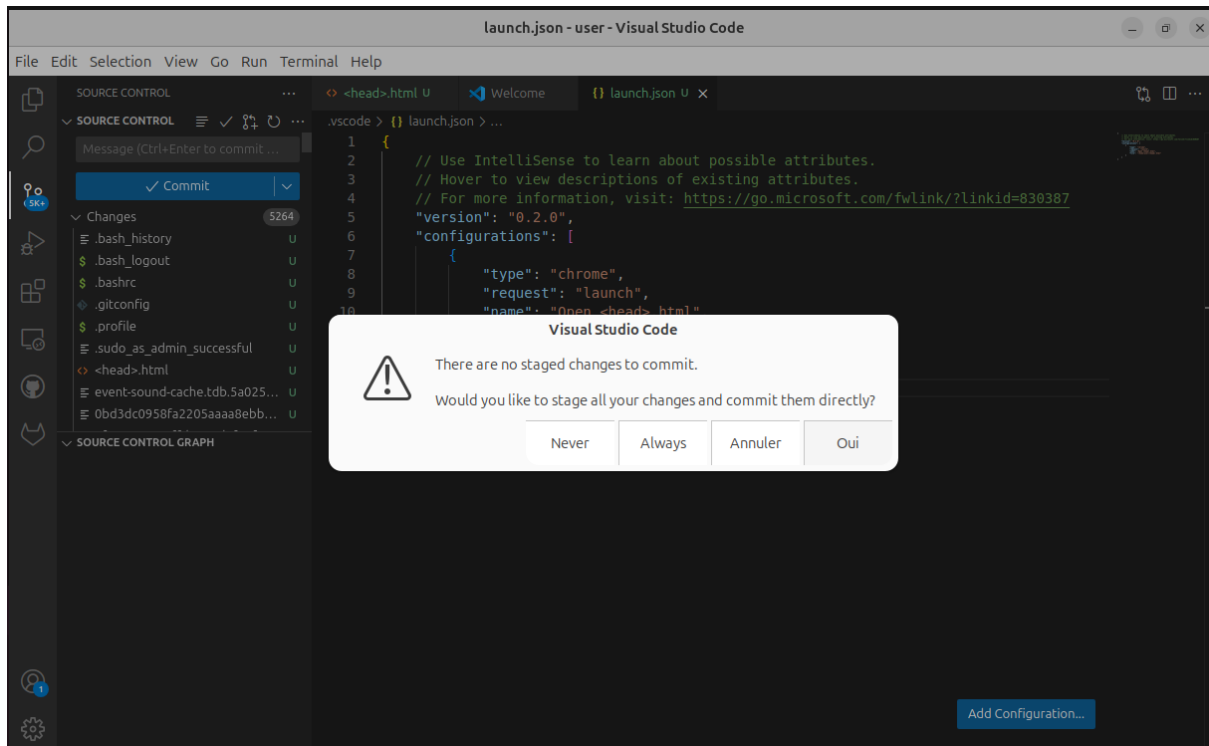 launch.json - user - Visual Studio Code
File Edit Selection View Go Run Terminal Help
SOURCE CONTROL
<head>.html U
Welcome
{} launch.json U
SOURCE CONTROL
.vscode > {} launch.json > ...
Message (Ctrl+Enter to commit ...
Commit
Changes 5264
.bash_history U
$ .bash_logout U
$ .bashrc U
.gitconfig U
$ .profile U
.sudo_as_admin_successful U
<> <head>.html U
event-sound-cache.tdb.5a025... U
0bd3dc0958fa2205aaaa8ebb... U
SOURCE CONTROL GRAPH
5K+
1 {
2 // Use IntelliSense to learn about possible attributes.
3 // Hover to view descriptions of existing attributes.
4 // For more information, visit: https://go.microsoft.com/fwlink/?linkid=830387
5 "version": "0.2.0",
6 "configurations": [
7 {
8 "type": "chrome",
9 "request": "launch",
10 "name": "Open <head>.html"
Visual Studio Code
There are no staged changes to commit.
Would you like to stage all your changes and commit them directly?
Never
Always
Annuler
Oui
1
Add Configuration...